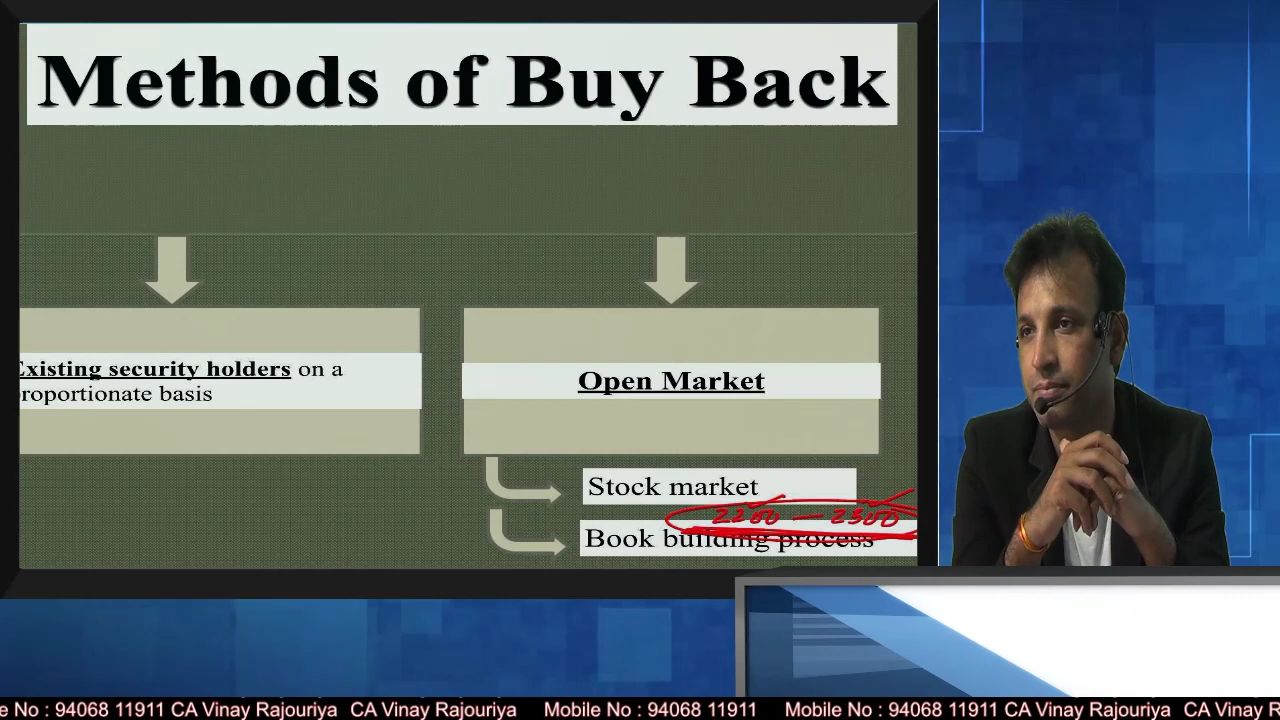 Methods of Buy Back
Existing security holders on a
proportionate basis
Open Market
Stock market
2200 — 2300
Book building process
e No : 94068 11911 CA Vinay Rajouriya CA Vinay Rajouriya Mobile No : 94068 11911 Mobile No : 94068 11911 CA Vinay Rajouriya CA Vinay R